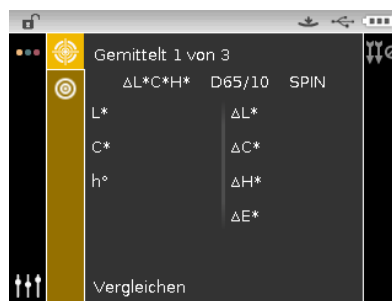 Gemittelt 1 von 3
ΔL*C*H* D65/10 SPIN
L* ΔL*
C* ΔC*
h° ΔH*
ΔE*
Vergleichen